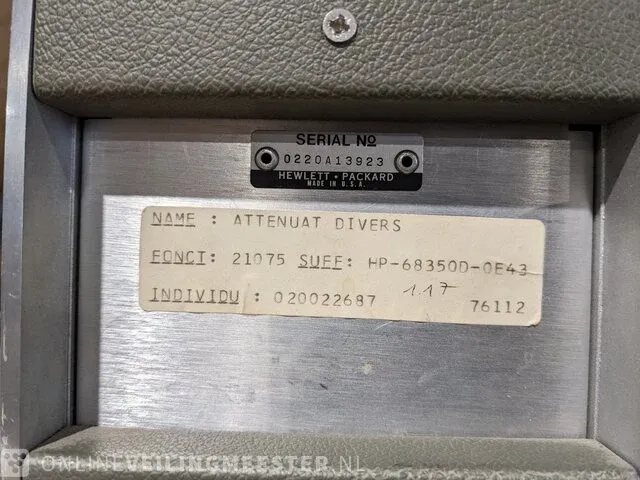 SERIAL No
0220A13923
HEWLETT • PACKARD
MADE IN U.S.A.
NAME : ATTENUAT DIVERS
FONCT: 21075 SUFF: HP-68350D-0E43
INDIVIDU : 020022687 117 76112
ONLINEVEILINGMEESTER.NL